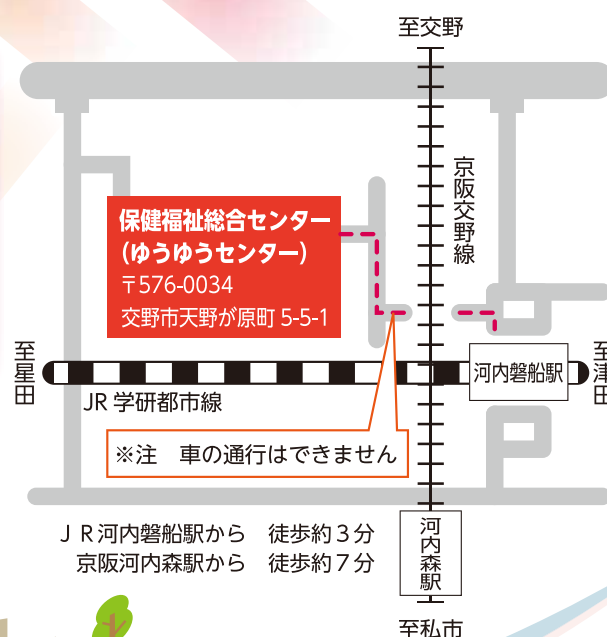 至交野
京阪交野線
保健福祉総合センター
(ゆうゆうセンター)
〒576-0034
交野市天野が原町 5-5-1
至星田
河内磐船駅
至津田
JR 学研都市線
※注　車の通行はできません
ＪＲ河内磐船駅から　徒歩約３分
京阪河内森駅から　徒歩約７分
河内森駅
至私市